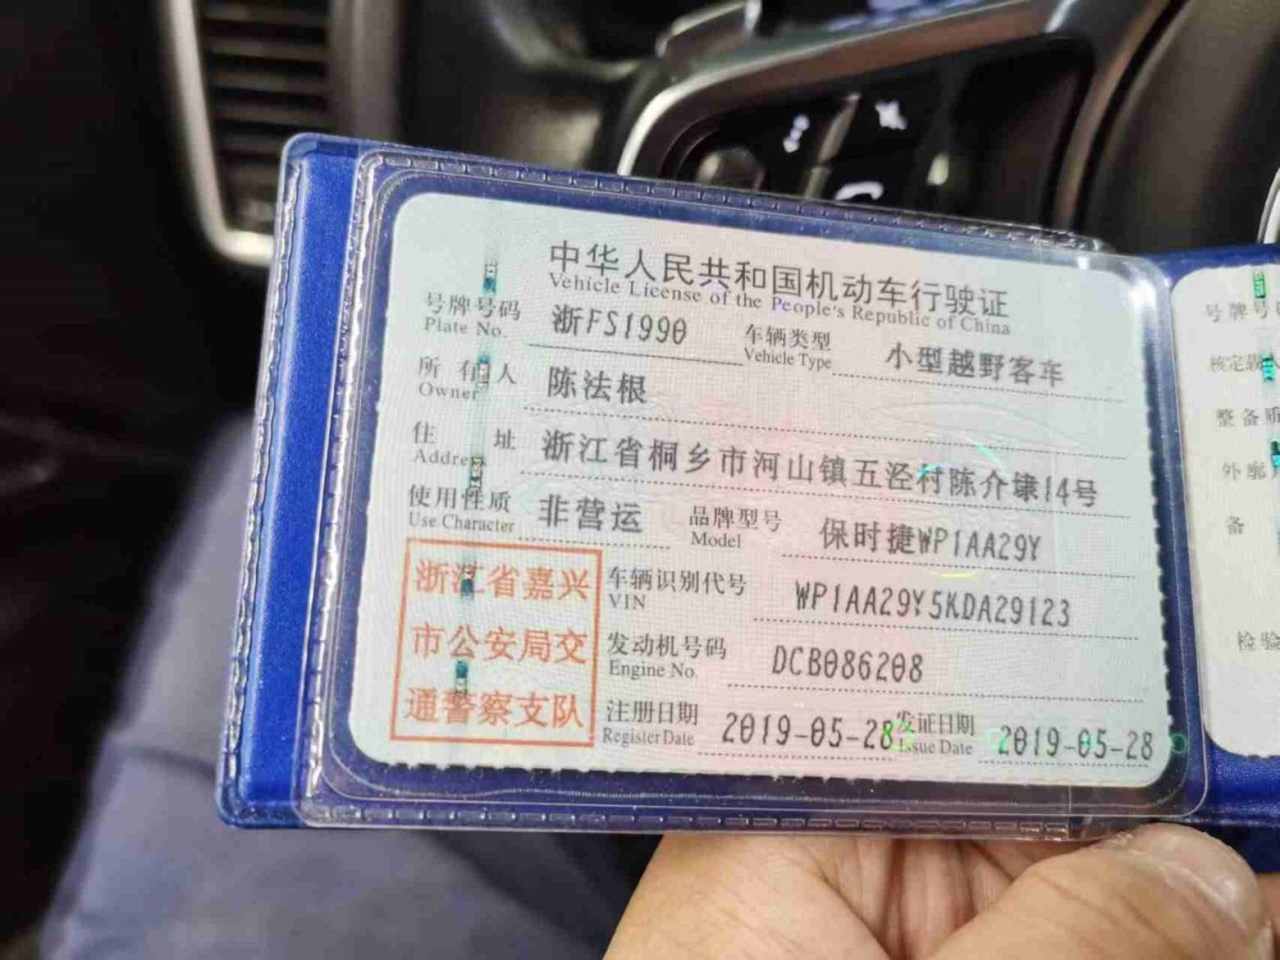 中华人民共和国机动车行驶证
Vehicle License of the People's Republic of China
号牌号码 浙FS1990 车辆类型 小型越野客车
Plate No. Vehicle Type
所有人 陈法根
Owner
住址 浙江省桐乡市河山镇五泾村陈介埭14号
Address
使用性质 非营运 品牌型号 保时捷WP1AA29Y
Use Character Model
浙江省嘉兴
市公安局交
通警察支队
车辆识别代号 WP1AA29Y5KDA29123
VIN
发动机号码 DCB086208
Engine No.
注册日期 2019-05-28 发证日期 2019-05-28
Register Date Issue Date
号牌号
核定载
整备质
外廓
备
检验